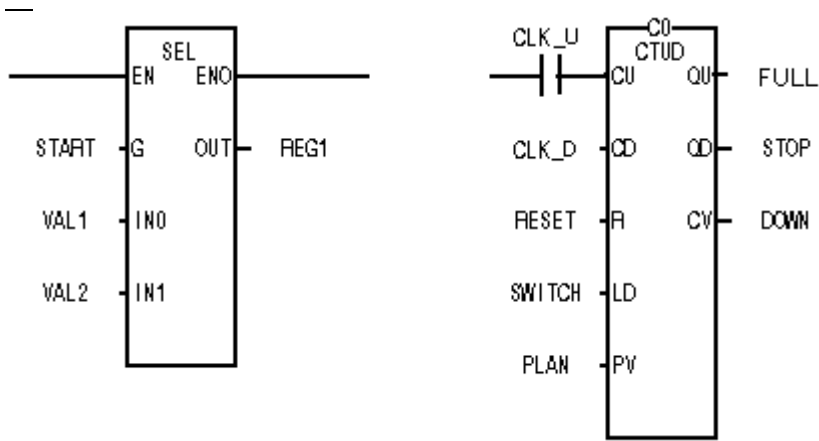 SEL
EN ENO
START G OUT REG1
VAL1 IN0
VAL2 IN1
C0
CTUD
CLK_U CU QU FULL
CLK_D CD QD STOP
RESET R CV DOWN
SWITCH LD
PLAN PV